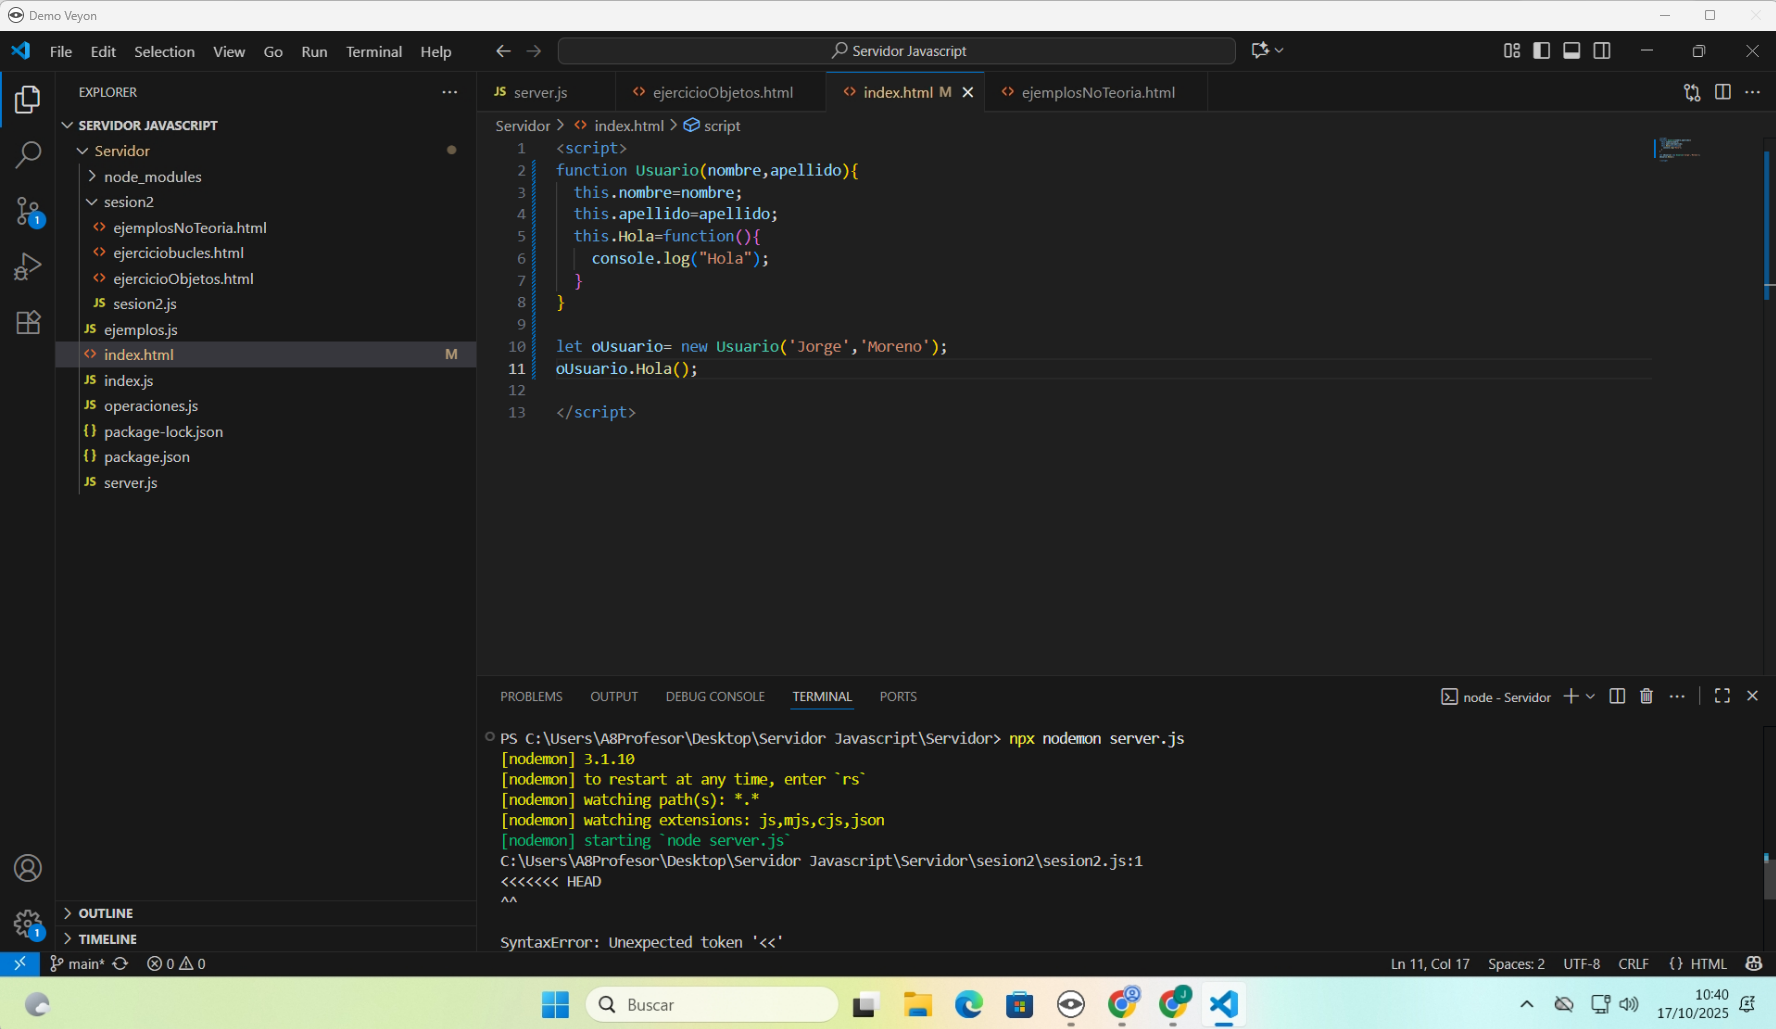 Demo Veyon
File Edit Selection View Go Run Terminal Help
Servidor Javascript
EXPLORER
SERVIDOR JAVASCRIPT
Servidor
node_modules
sesion2
ejemplosNoTeoria.html
ejerciciobucles.html
ejercicioObjetos.html
JS sesion2.js
JS ejemplos.js
index.html M
JS index.js
JS operaciones.js
{} package-lock.json
{} package.json
JS server.js
OUTLINE
TIMELINE
1
1
JS server.js
ejercicioObjetos.html
index.html M
ejemplosNoTeoria.html
Servidor > index.html > script
1 <script>
2 function Usuario(nombre,apellido){
3 this.nombre=nombre;
4 this.apellido=apellido;
5 this.Hola=function(){
6 console.log("Hola");
7 }
8 }
9
10 let oUsuario= new Usuario('Jorge','Moreno');
11 oUsuario.Hola();
12
13 </script>
PROBLEMS OUTPUT DEBUG CONSOLE TERMINAL PORTS
node - Servidor
PS C:\Users\A8Profesor\Desktop\Servidor Javascript\Servidor> npx nodemon server.js
[nodemon] 3.1.10
[nodemon] to restart at any time, enter `rs`
[nodemon] watching path(s): *.*
[nodemon] watching extensions: js,mjs,cjs,json
[nodemon] starting `node server.js`
C:\Users\A8Profesor\Desktop\Servidor Javascript\Servidor\sesion2\sesion2.js:1
<<<<<<< HEAD
^^
SyntaxError: Unexpected token '<<'
main* 0 0
Ln 11, Col 17 Spaces: 2 UTF-8 CRLF {} HTML
Buscar
J
10:40
17/10/2025